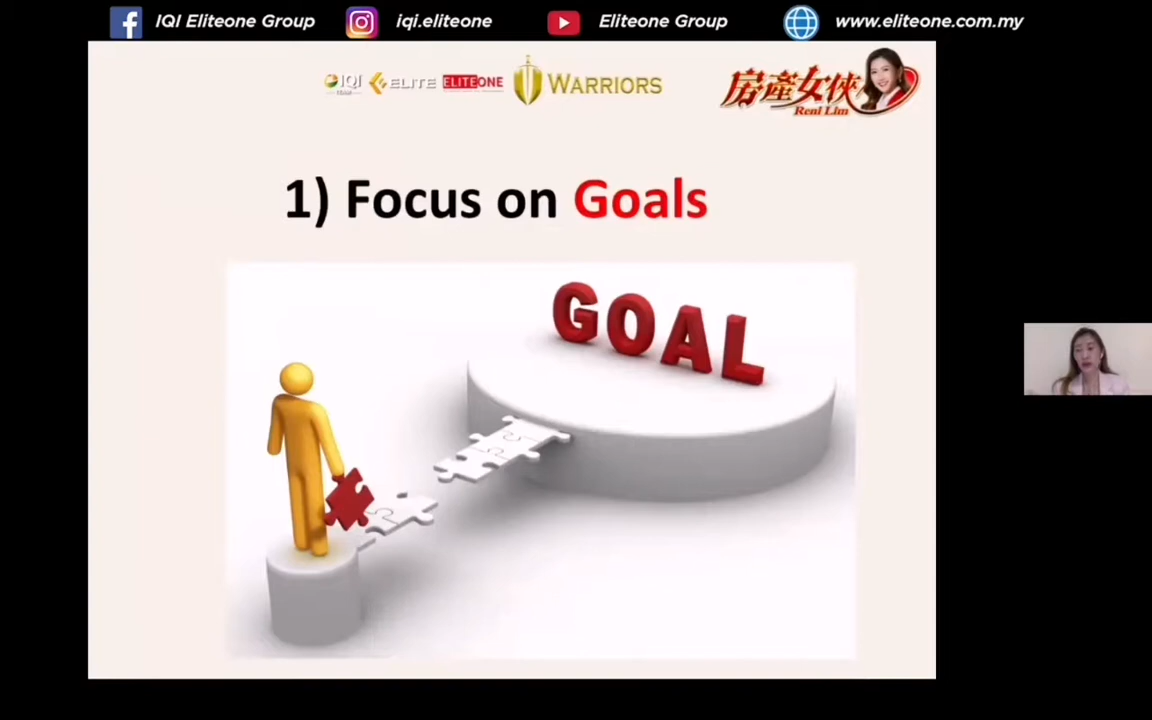 IQI Eliteone Group iqi.eliteone Eliteone Group www.eliteone.com.my
IQI ELITE ELITEONE WARRIORS
房產女俠
Real Lim
1) Focus on Goals
GOAL